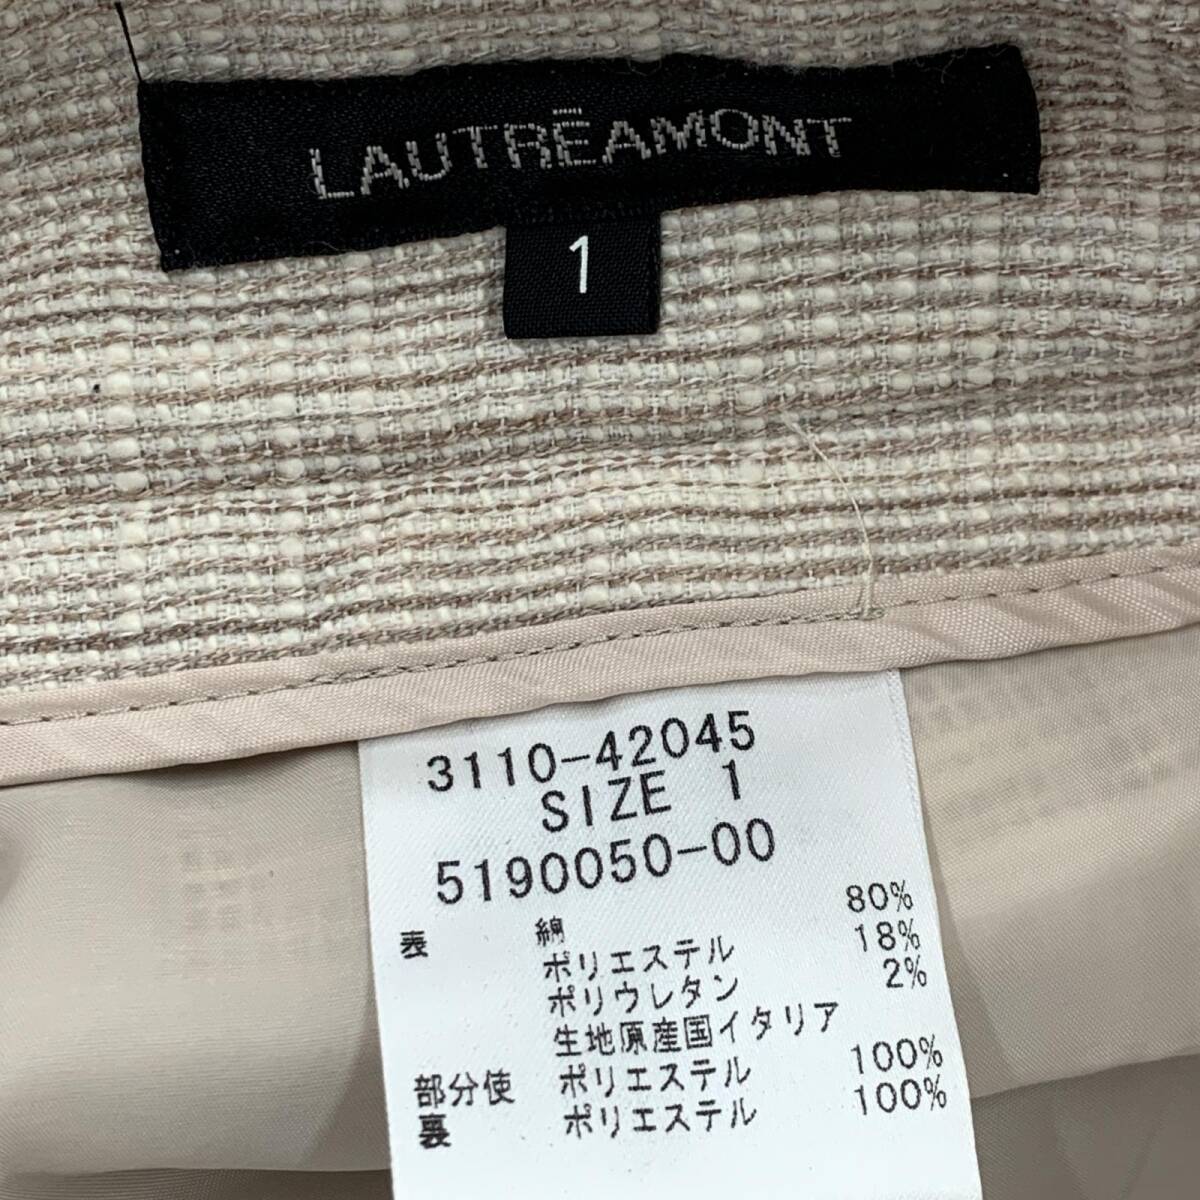 LAUTRËAMONT
1
3110-42045
SIZE 1
5190050-00
表 綿 80%
ポリエステル 18%
ポリウレタン 2%
生地原産国イタリア
部分使 ポリエステル 100%
裏 ポリエステル 100%